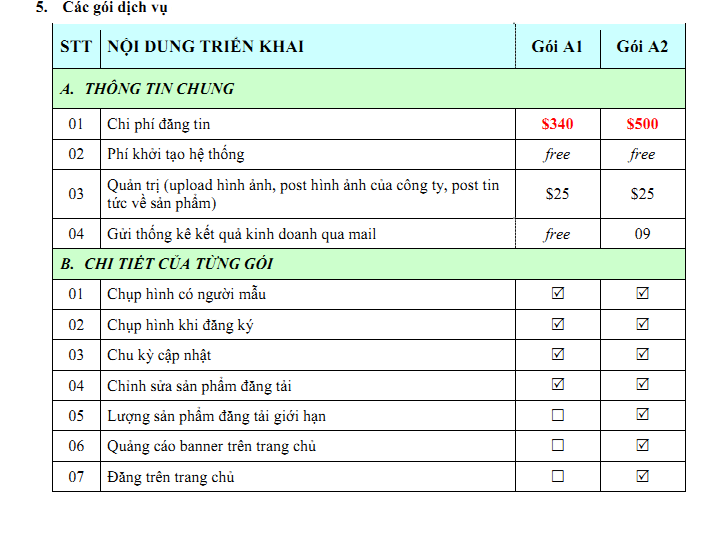 5. Các gói dịch vụ
STT NỘI DUNG TRIỂN KHAI Gói A1 Gói A2
A. THÔNG TIN CHUNG
01 Chi phí đăng tin $340 $500
02 Phí khởi tạo hệ thống free free
03 Quản trị (upload hình ảnh, post hình ảnh của công ty, post tin tức về sản phẩm) $25 $25
04 Gửi thống kê kết quả kinh doanh qua mail free 09
B. CHI TIẾT CỦA TỪNG GÓI
01 Chụp hình có người mẫu ☑ ☑
02 Chụp hình khi đăng ký ☑ ☑
03 Chu kỳ cập nhật ☑ ☑
04 Chỉnh sửa sản phẩm đăng tải ☑ ☑
05 Lượng sản phẩm đăng tải giới hạn ☐ ☑
06 Quảng cáo banner trên trang chủ ☐ ☑
07 Đăng trên trang chủ ☐ ☑